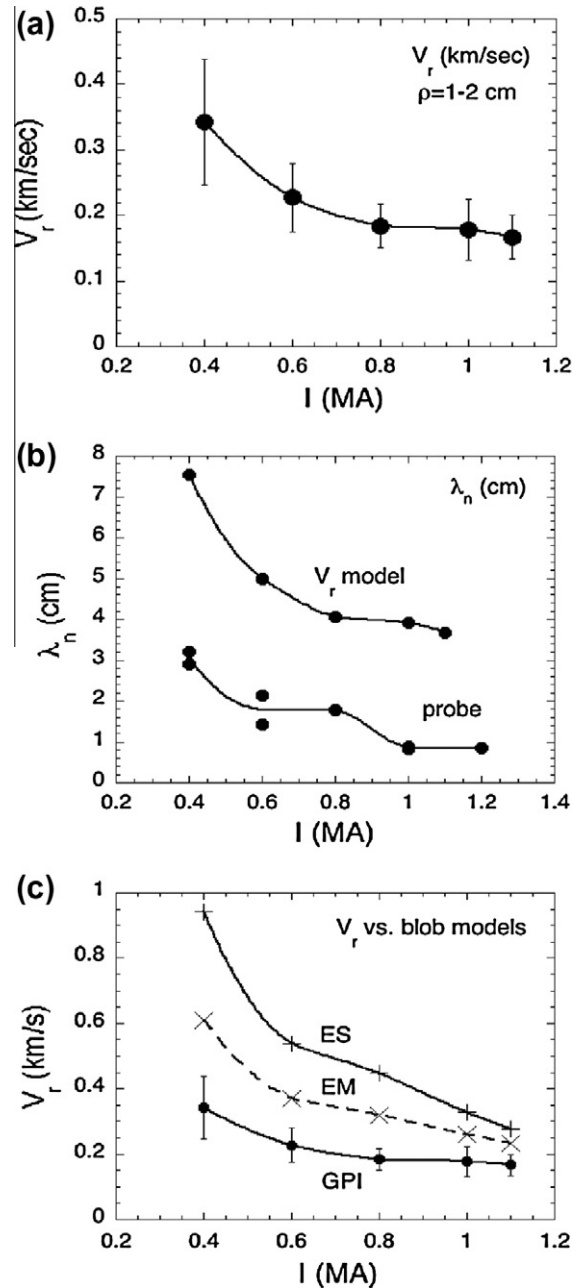 (a)
V_r (km/sec)
ρ=1-2 cm
V_r (km/sec)
0.5
0.4
0.3
0.2
0.1
0
0.2 0.4 0.6 0.8 1 1.2
I (MA)
(b)
λ_n (cm)
V_r model
probe
λ_n (cm)
8
7
6
5
4
3
2
1
0
0.2 0.4 0.6 0.8 1.0 1.2 1.4
I (MA)
(c)
V_r vs. blob models
ES
EM
GPI
V_r (km/s)
1
0.8
0.6
0.4
0.2
0
0.2 0.4 0.6 0.8 1 1.2
I (MA)